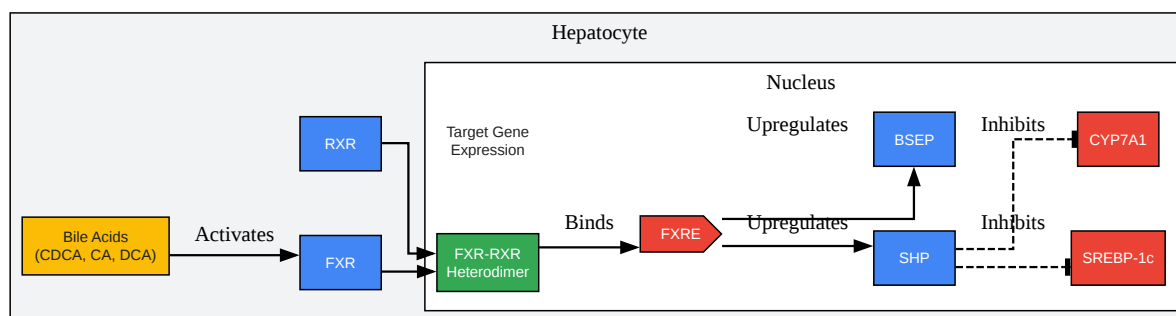 Hepatocyte
Nucleus
Target Gene
Expression
Upregulates
BSEP
Inhibits
CYP7A1
RXR
Bile Acids
(CDCA, CA, DCA)
Activates
FXR
FXR-RXR
Heterodimer
Binds
FXRE
Upregulates
SHP
Inhibits
SREBP-1c